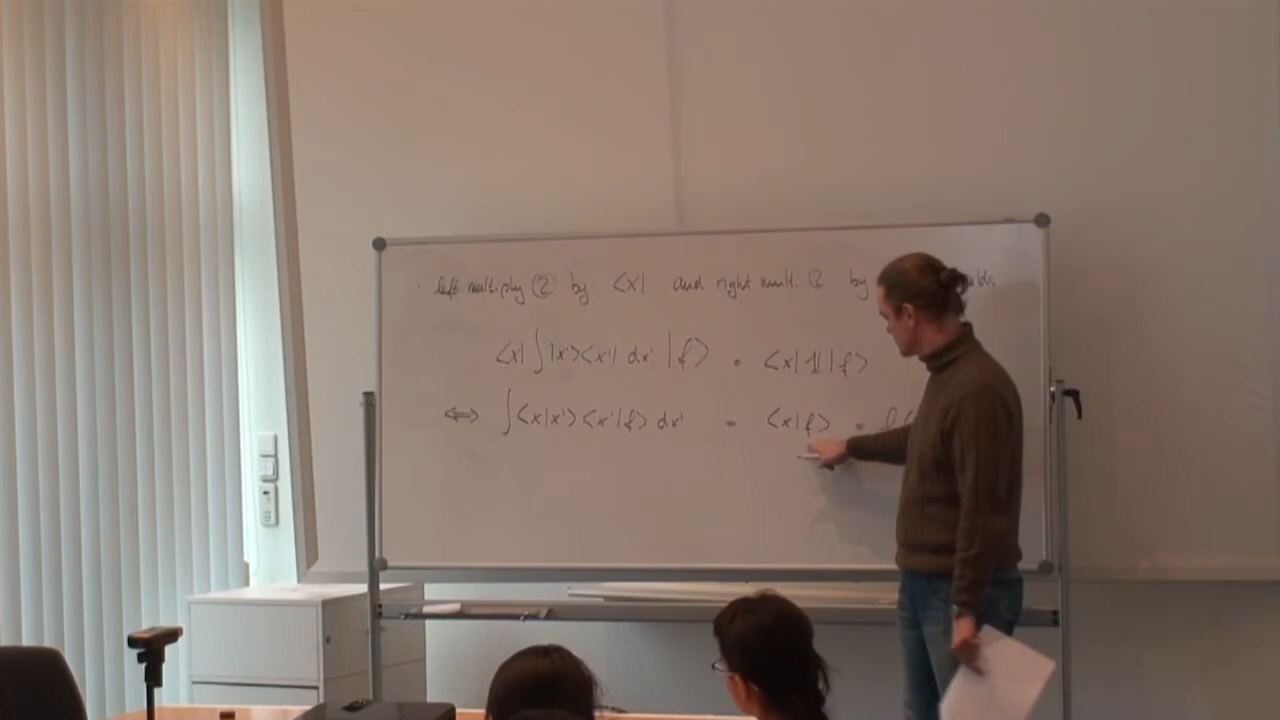 left multiply ② by <x| and right mult. ② by
<x| ∫ |x'><x'| dx' |f> = <x| 𝟙 |f>
⇔ ∫ <x|x'> <x'|f> dx' = <x|f> = f(